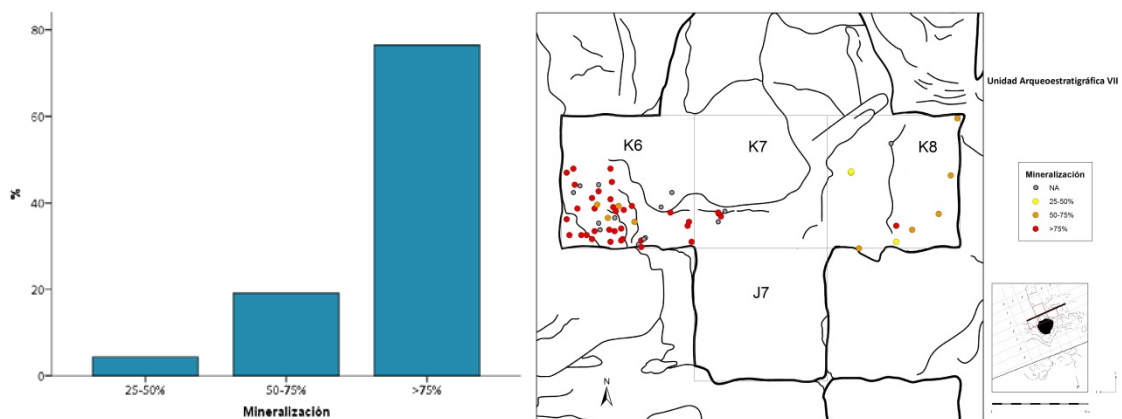 80
60
40
20
0
%
25-50%
50-75%
>75%
Mineralización
K6
K7
K8
J7
N
Unidad Arqueoestratigráfica VII
Mineralización
NA
25-50%
50-75%
>75%